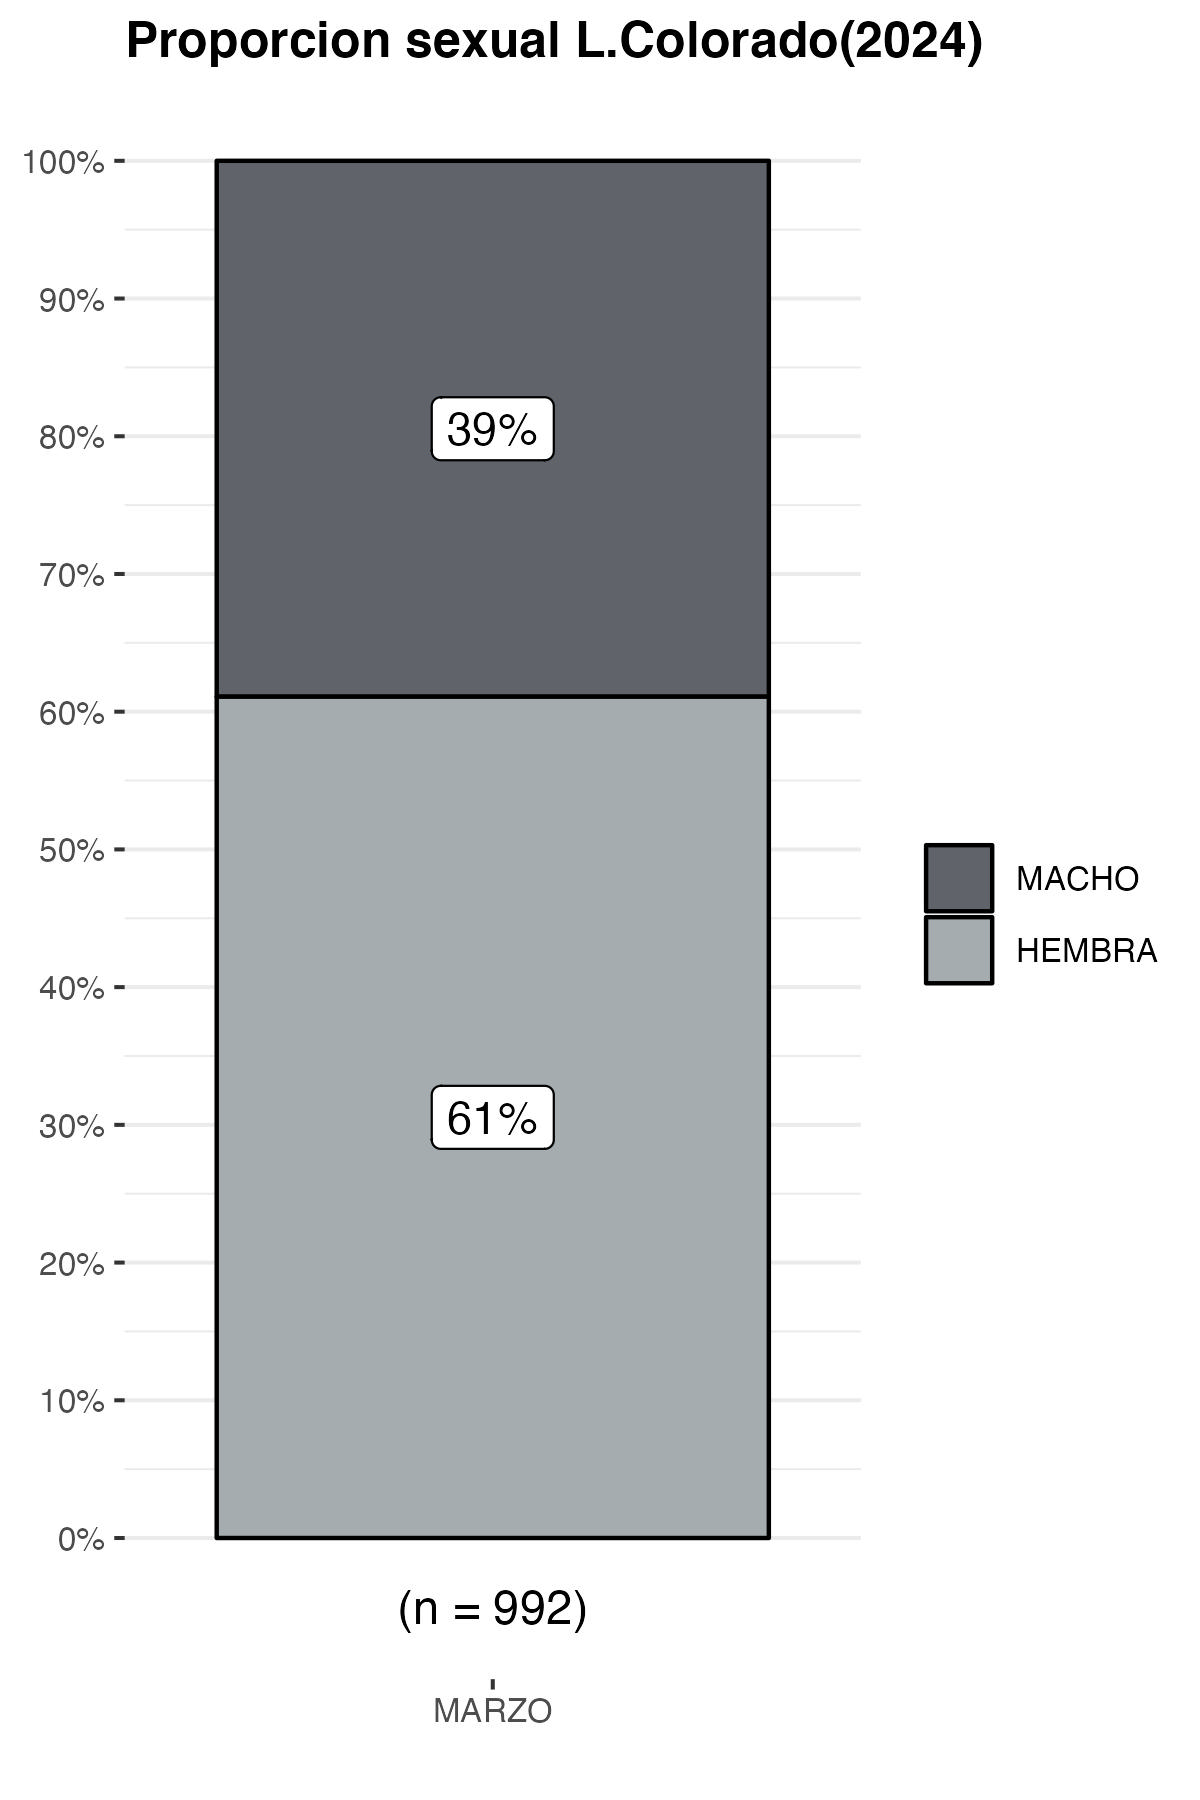 Proporcion sexual L.Colorado(2024)
100%
90%
80%
70%
60%
50%
40%
30%
20%
10%
0%
39%
61%
MACHO
HEMBRA
(n = 992)
MARZO